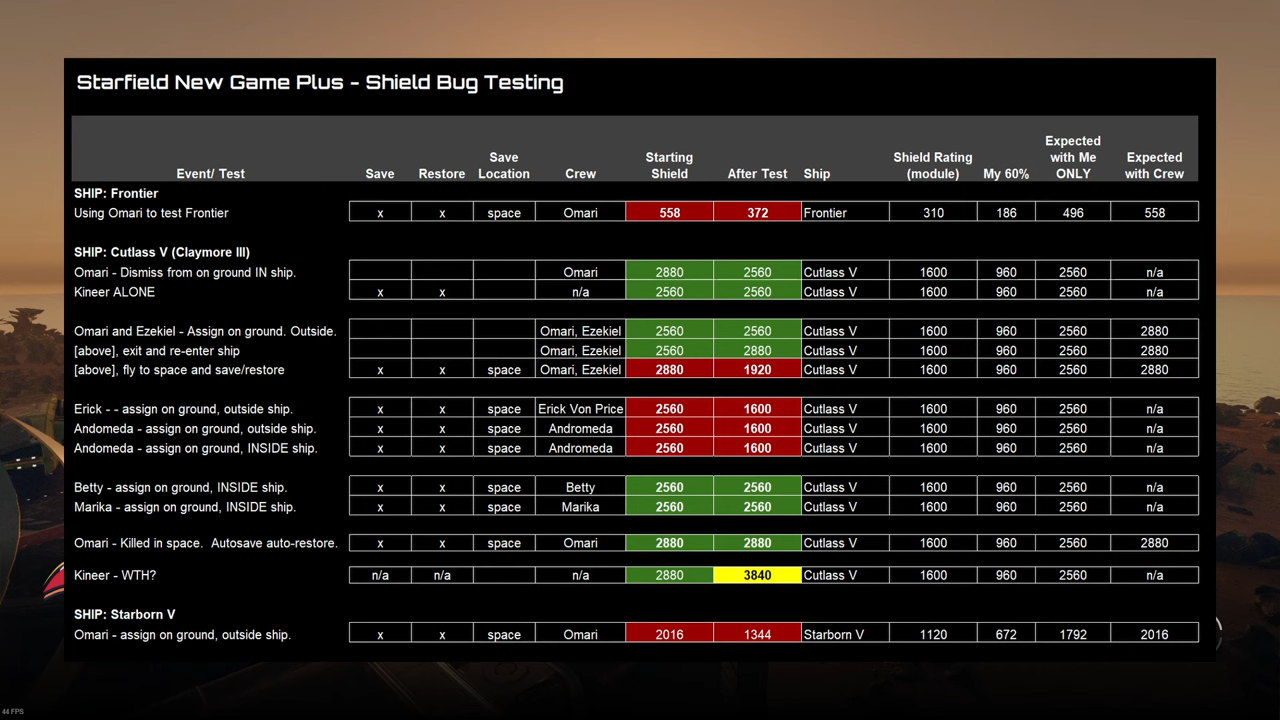 Starfield New Game Plus - Shield Bug Testing
Event/ Test Save Restore Save Location Crew Starting Shield After Test Ship Shield Rating (module) My 60% Expected with Me ONLY Expected with Crew
SHIP: Frontier
Using Omari to test Frontier x x space Omari 558 372 Frontier 310 186 496 558
SHIP: Cutlass V (Claymore III)
Omari - Dismiss from on ground IN ship. Omari 2880 2560 Cutlass V 1600 960 2560 n/a
Kineer ALONE x x n/a 2560 2560 Cutlass V 1600 960 2560 n/a
Omari and Ezekiel - Assign on ground. Outside. Omari, Ezekiel 2560 2560 Cutlass V 1600 960 2560 2880
[above], exit and re-enter ship Omari, Ezekiel 2560 2880 Cutlass V 1600 960 2560 2880
[above], fly to space and save/restore x x space Omari, Ezekiel 2880 1920 Cutlass V 1600 960 2560 2880
Erick - - assign on ground, outside ship. x x space Erick Von Price 2560 1600 Cutlass V 1600 960 2560 n/a
Andomeda - assign on ground, outside ship. x x space Andromeda 2560 1600 Cutlass V 1600 960 2560 n/a
Andomeda - assign on ground, INSIDE ship. x x space Andromeda 2560 1600 Cutlass V 1600 960 2560 n/a
Betty - assign on ground, INSIDE ship. x x space Betty 2560 2560 Cutlass V 1600 960 2560 n/a
Marika - assign on ground, INSIDE ship. x x space Marika 2560 2560 Cutlass V 1600 960 2560 n/a
Omari - Killed in space. Autosave auto-restore. x x space Omari 2880 2880 Cutlass V 1600 960 2560 2880
Kineer - WTH? n/a n/a n/a 2880 3840 Cutlass V 1600 960 2560 n/a
SHIP: Starborn V
Omari - assign on ground, outside ship. x x space Omari 2016 1344 Starborn V 1120 672 1792 2016
44 FPS